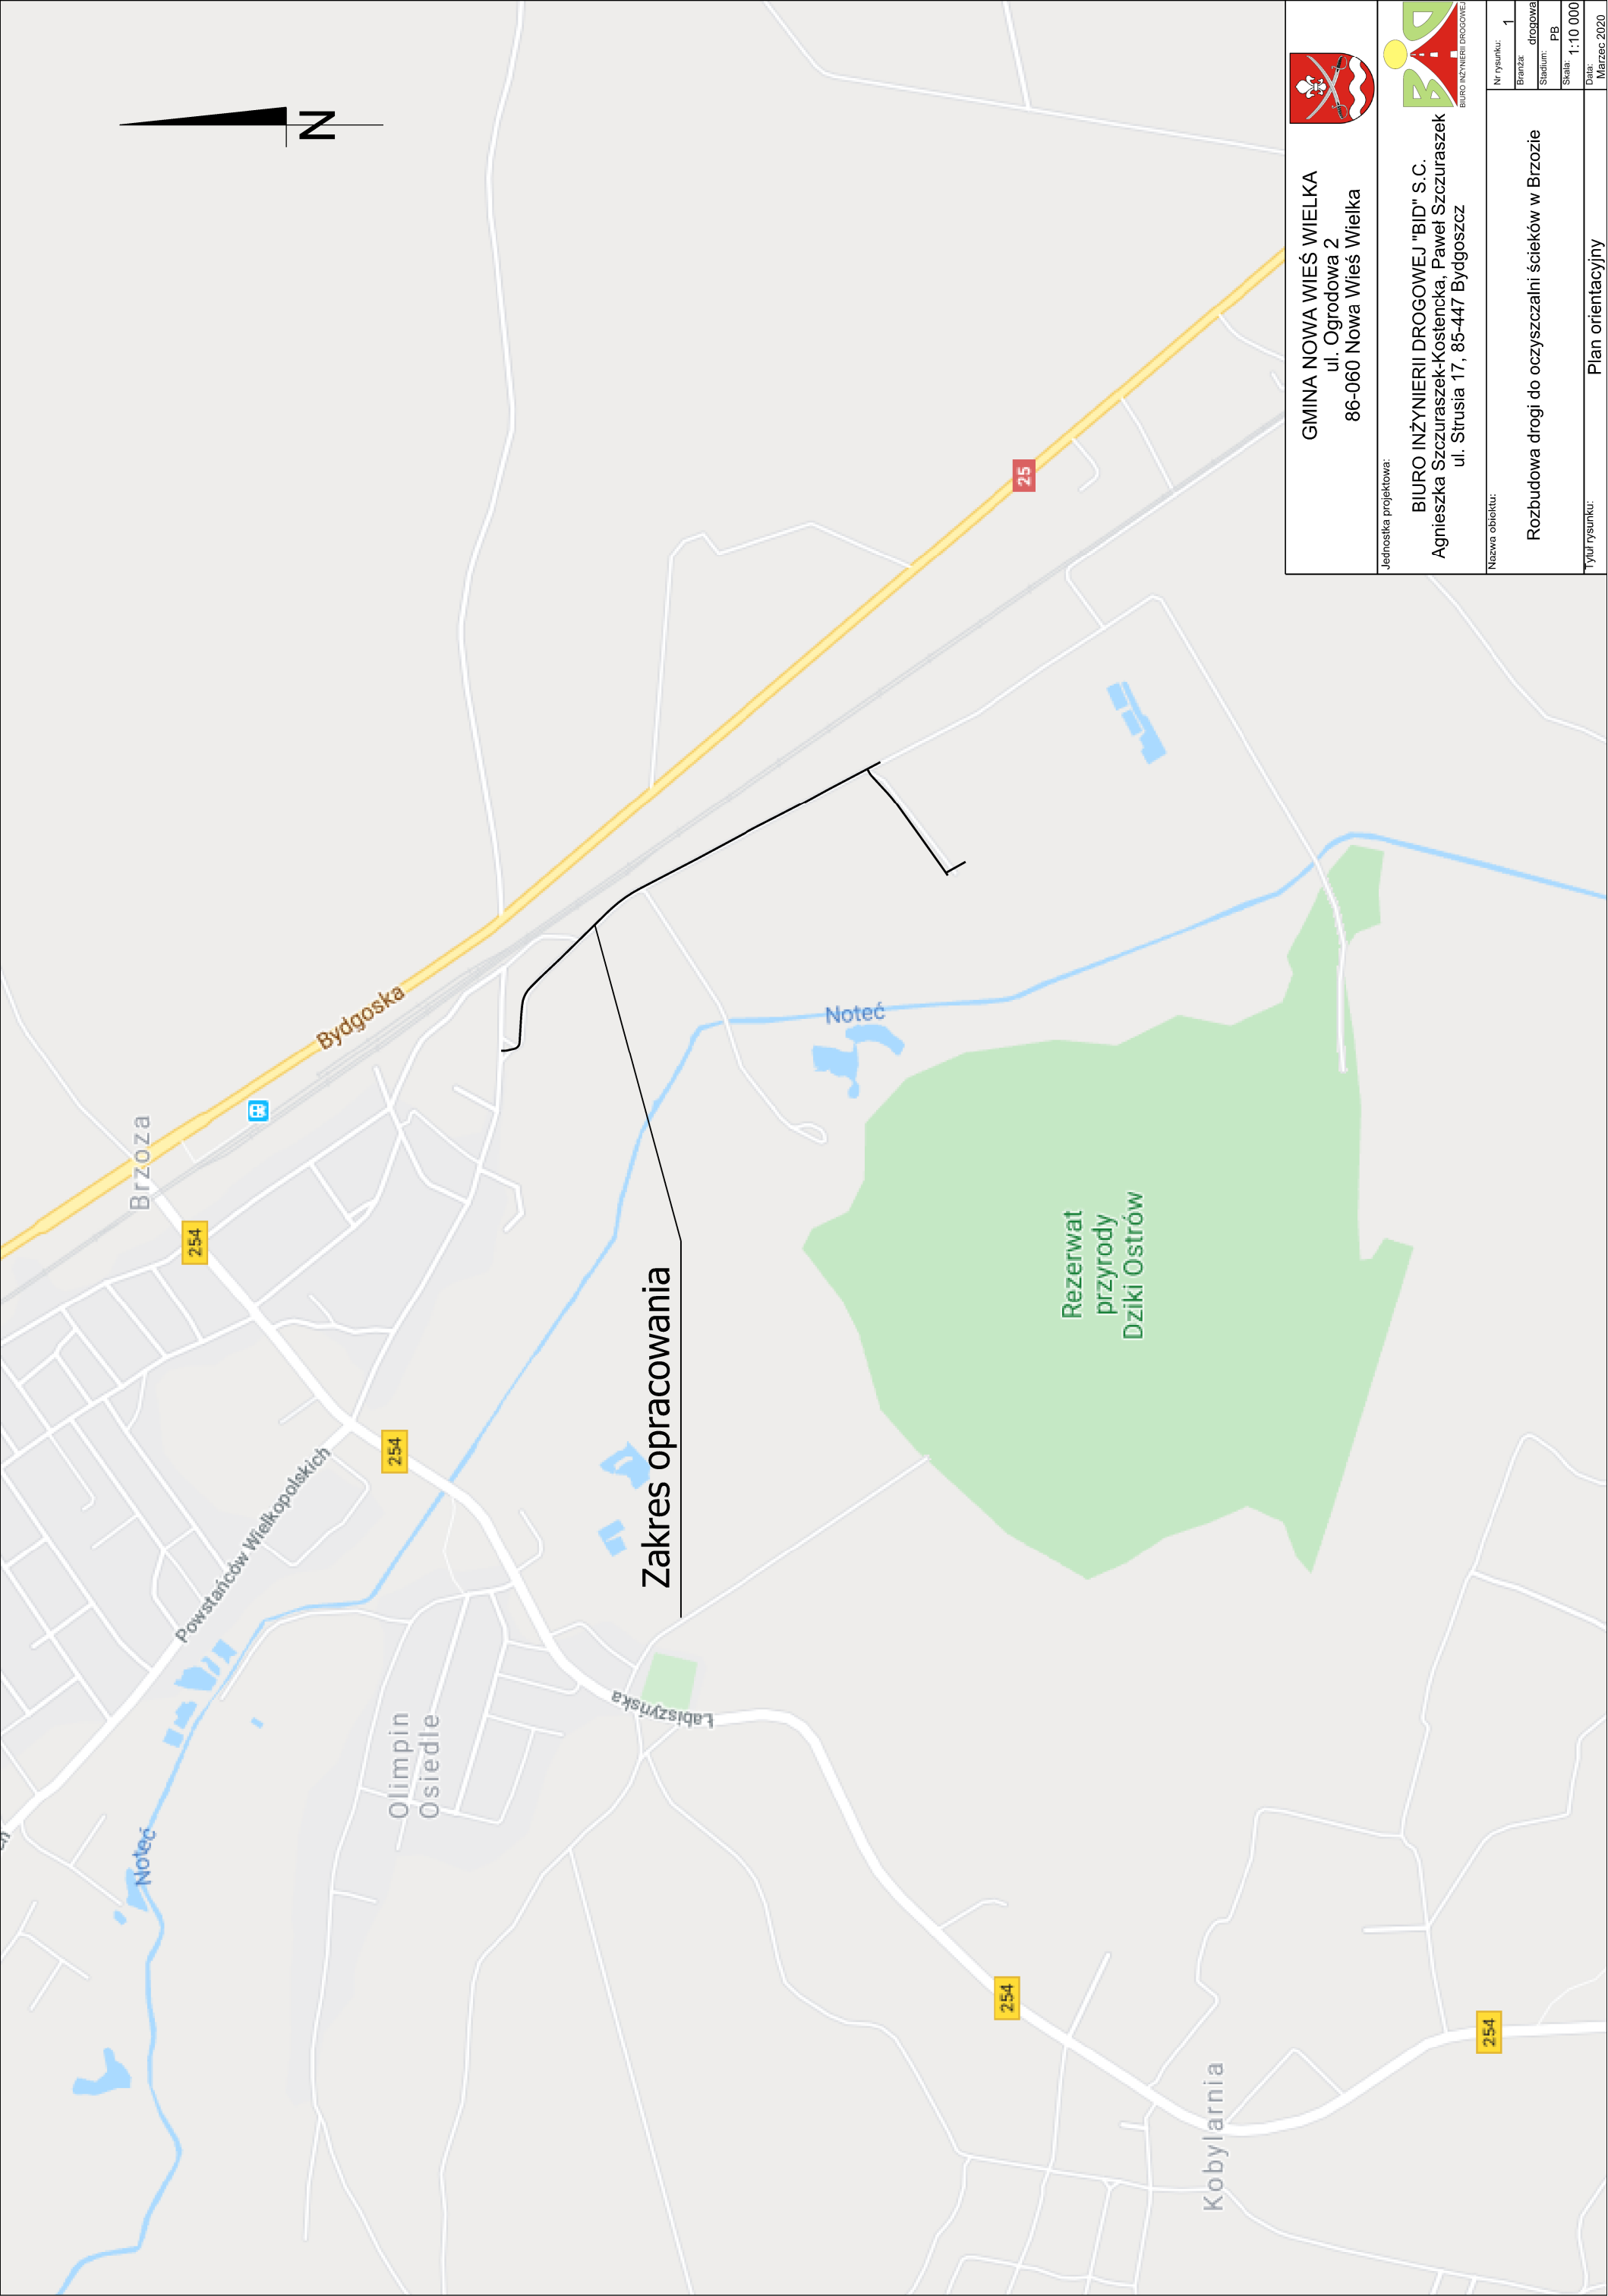 Brzoza
Bydgoska
254
254
Powstańców Wielkopolskich
Noteć
Olimpin
Osiedle
Łabiszyńska
Zakres opracowania
Noteć
Rezerwat
przyrody
Dziki Ostrów
25
254
254
Kobylarnia
N
GMINA NOWA WIEŚ WIELKA
ul. Ogrodowa 2
86-060 Nowa Wieś Wielka
Jednostka projektowa:
BIURO INŻYNIERII DROGOWEJ "BID" S.C.
Agnieszka Szczuraszek-Kostencka, Paweł Szczuraszek
ul. Strusia 17, 85-447 Bydgoszcz
BID
BIURO INŻYNIERII DROGOWEJ
Nazwa obiektu:
Rozbudowa drogi do oczyszczalni ścieków w Brzozie
Nr rysunku:
1
Branża:
drogowa
Stadium:
PB
Skala:
1:10 000
Tytuł rysunku:
Plan orientacyjny
Data:
Marzec 2020